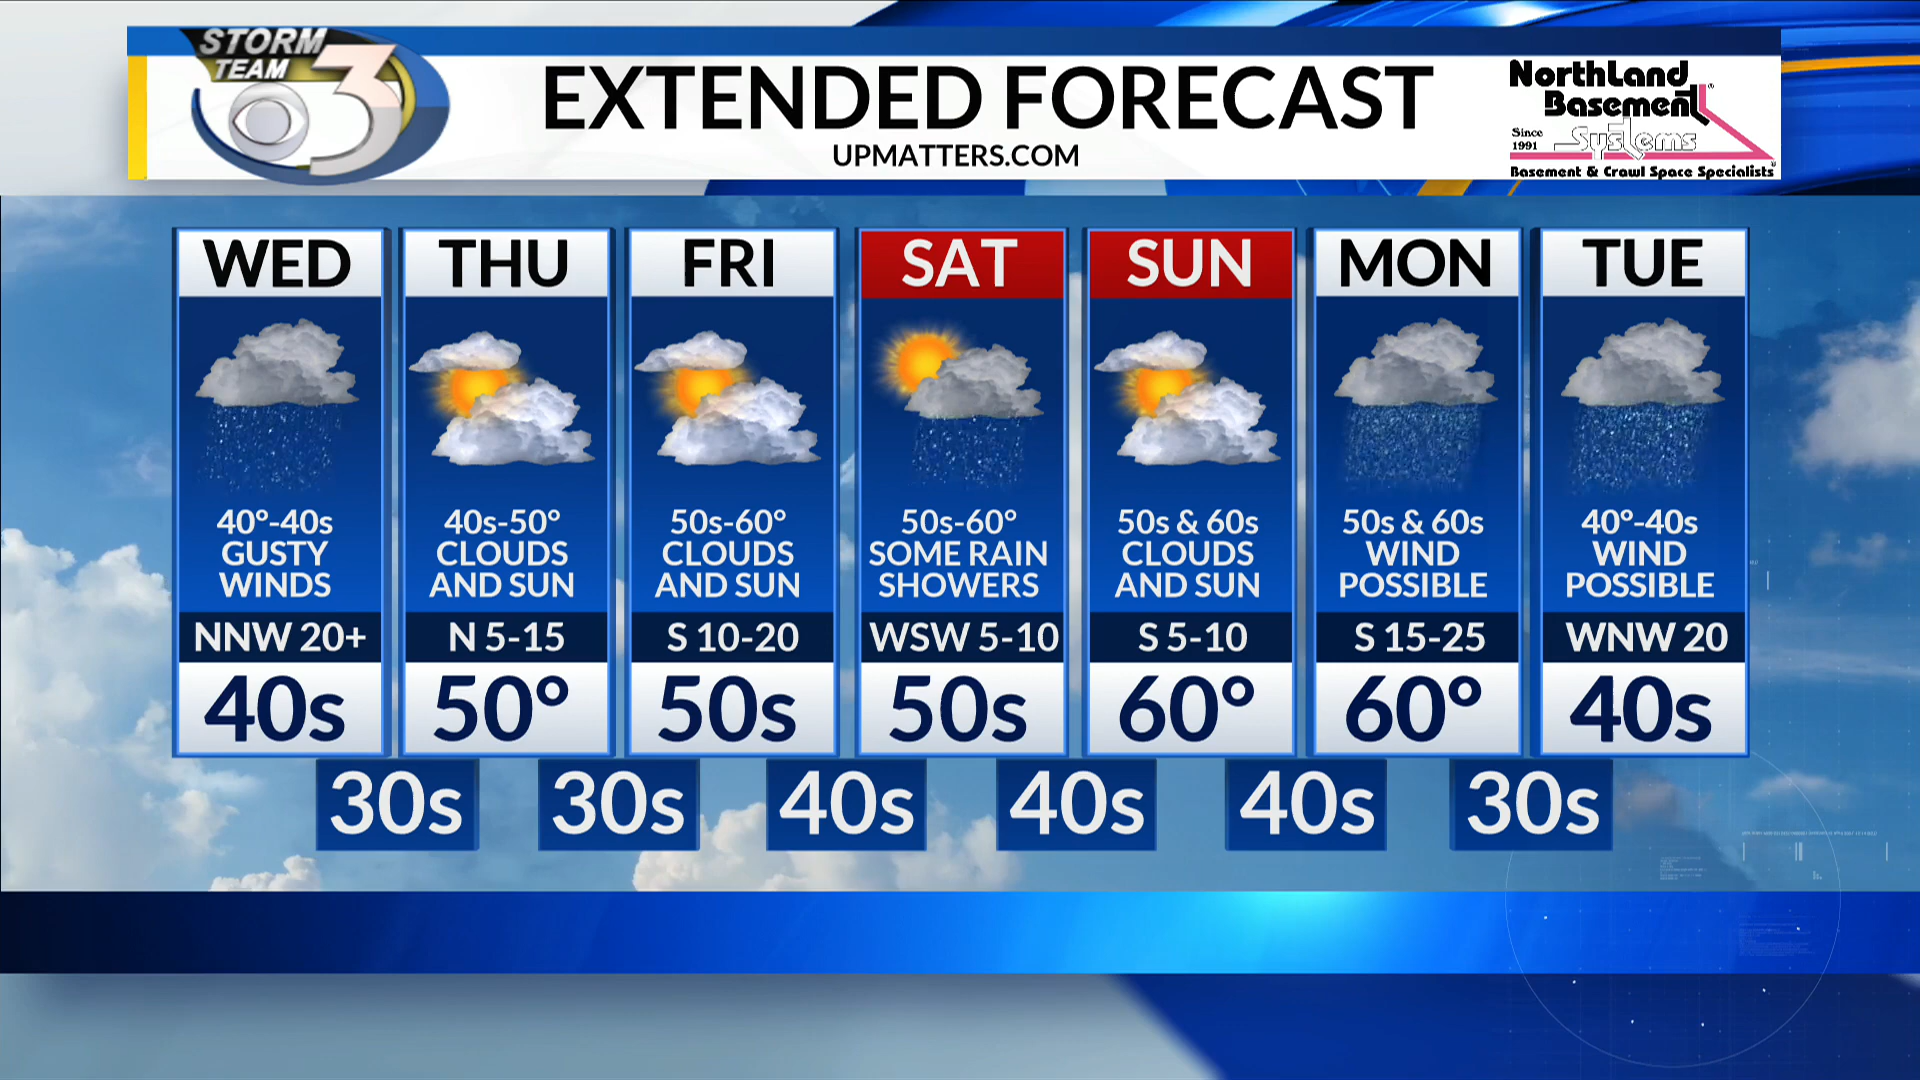 STORM
TEAM
3
EXTENDED FORECAST
UPMATTERS.COM
NorthLand
Basement
Systems
Since
1991
Basement & Crawl Space Specialists
WED
40°-40s
GUSTY
WINDS
NNW 20+
40s
THU
40s-50°
CLOUDS
AND SUN
N 5-15
50°
FRI
50s-60°
CLOUDS
AND SUN
S 10-20
50s
SAT
50s-60°
SOME RAIN
SHOWERS
WSW 5-10
50s
SUN
50s & 60s
CLOUDS
AND SUN
S 5-10
60°
MON
50s & 60s
WIND
POSSIBLE
S 15-25
60°
TUE
40°-40s
WIND
POSSIBLE
WNW 20
40s
30s
30s
40s
40s
40s
30s